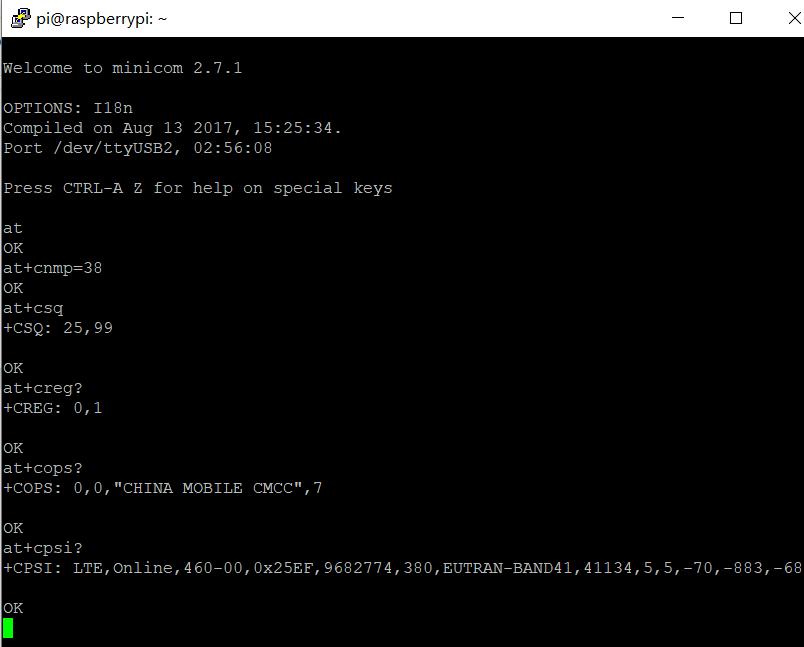 pi@raspberrypi: ~
Welcome to minicom 2.7.1
OPTIONS: I18n
Compiled on Aug 13 2017, 15:25:34.
Port /dev/ttyUSB2, 02:56:08
Press CTRL-A Z for help on special keys
at
OK
at+cnmp=38
OK
at+csq
+CSQ: 25,99
OK
at+creg?
+CREG: 0,1
OK
at+cops?
+COPS: 0,0,"CHINA MOBILE CMCC",7
OK
at+cpsi?
+CPSI: LTE,Online,460-00,0x25EF,9682774,380,EUTRAN-BAND41,41134,5,5,-70,-883,-68
OK